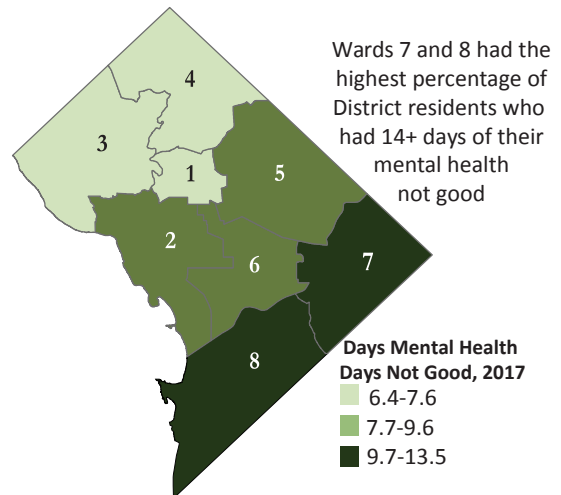 Wards 7 and 8 had the
highest percentage of
District residents who
had 14+ days of their
mental health
not good
4
3
1
5
2
6
7
8
Days Mental Health
Days Not Good, 2017
6.4-7.6
7.7-9.6
9.7-13.5